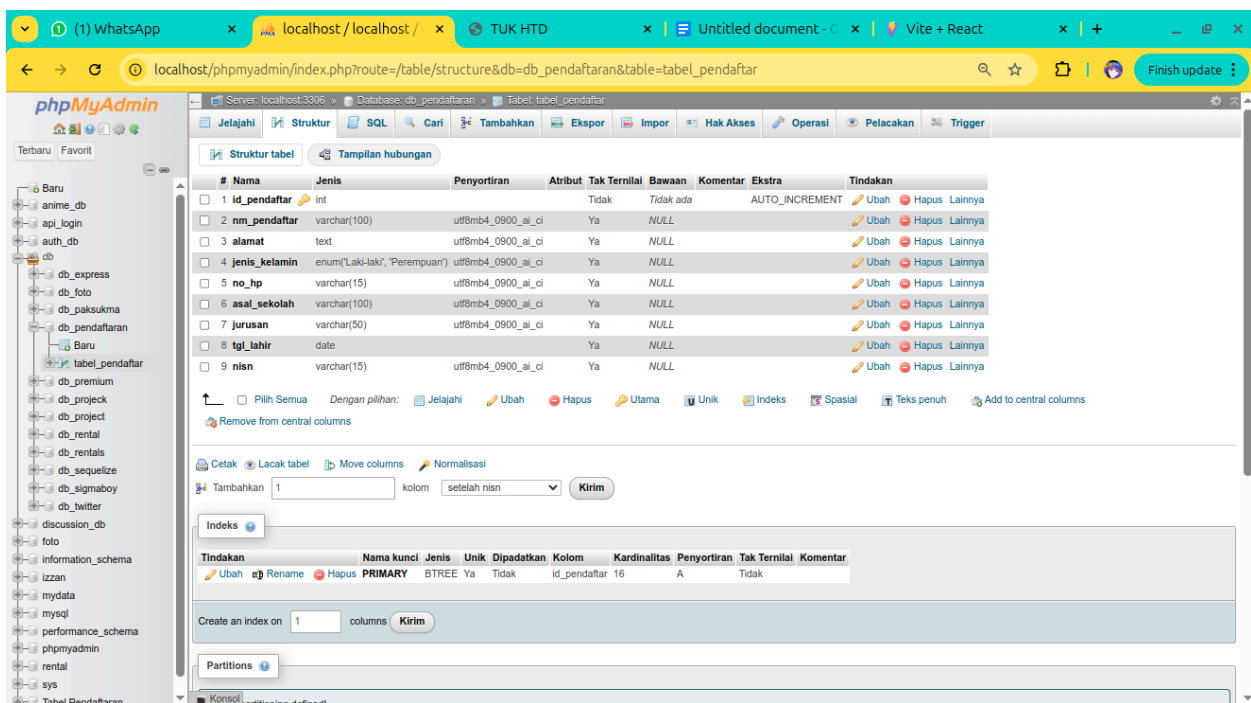 (1) WhatsApp
localhost / localhost /
TUK HTD
Untitled document -
Vite + React
localhost/phpmyadmin/index.php?route=/table/structure&db=db_pendaftaran&table=tabel_pendaftar
Finish update
phpMyAdmin
Terbaru Favorit
Baru
anime_db
api_login
auth_db
db
db_express
db_foto
db_paksukma
db_pendaftaran
Baru
tabel_pendaftar
db_premium
db_projeck
db_project
db_rental
db_rentals
db_sequelize
db_sigmaboy
db_twitter
discussion_db
foto
information_schema
izzan
mydata
mysql
performance_schema
phpmyadmin
rental
sys
Tabel Pendaftaran
Server: localhost:3306 » Database: db_pendaftaran » Tabel: tabel_pendaftar
Jelajahi Struktur SQL Cari Tambahkan Ekspor Impor Hak Akses Operasi Pelacakan Trigger
Struktur tabel Tampilan hubungan
# Nama Jenis Penyortiran Atribut Tak Ternilai Bawaan Komentar Ekstra Tindakan
1 id_pendaftar int Tidak Tidak ada AUTO_INCREMENT Ubah Hapus Lainnya
2 nm_pendaftar varchar(100) utf8mb4_0900_ai_ci Ya NULL Ubah Hapus Lainnya
3 alamat text utf8mb4_0900_ai_ci Ya NULL Ubah Hapus Lainnya
4 jenis_kelamin enum('Laki-laki', 'Perempuan') utf8mb4_0900_ai_ci Ya NULL Ubah Hapus Lainnya
5 no_hp varchar(15) utf8mb4_0900_ai_ci Ya NULL Ubah Hapus Lainnya
6 asal_sekolah varchar(100) utf8mb4_0900_ai_ci Ya NULL Ubah Hapus Lainnya
7 jurusan varchar(50) utf8mb4_0900_ai_ci Ya NULL Ubah Hapus Lainnya
8 tgl_lahir date Ya NULL Ubah Hapus Lainnya
9 nisn varchar(15) utf8mb4_0900_ai_ci Ya NULL Ubah Hapus Lainnya
Pilih Semua Dengan pilihan: Jelajahi Ubah Hapus Utama Unik Indeks Spasial Teks penuh Add to central columns
Remove from central columns
Cetak Lacak tabel Move columns Normalisasi
Tambahkan 1 kolom setelah nisn Kirim
Indeks
Tindakan Nama kunci Jenis Unik Dipadatkan Kolom Kardinalitas Penyortiran Tak Ternilai Komentar
Ubah Rename Hapus PRIMARY BTREE Ya Tidak id_pendaftar 16 A Tidak
Create an index on 1 columns Kirim
Partitions
Konsol